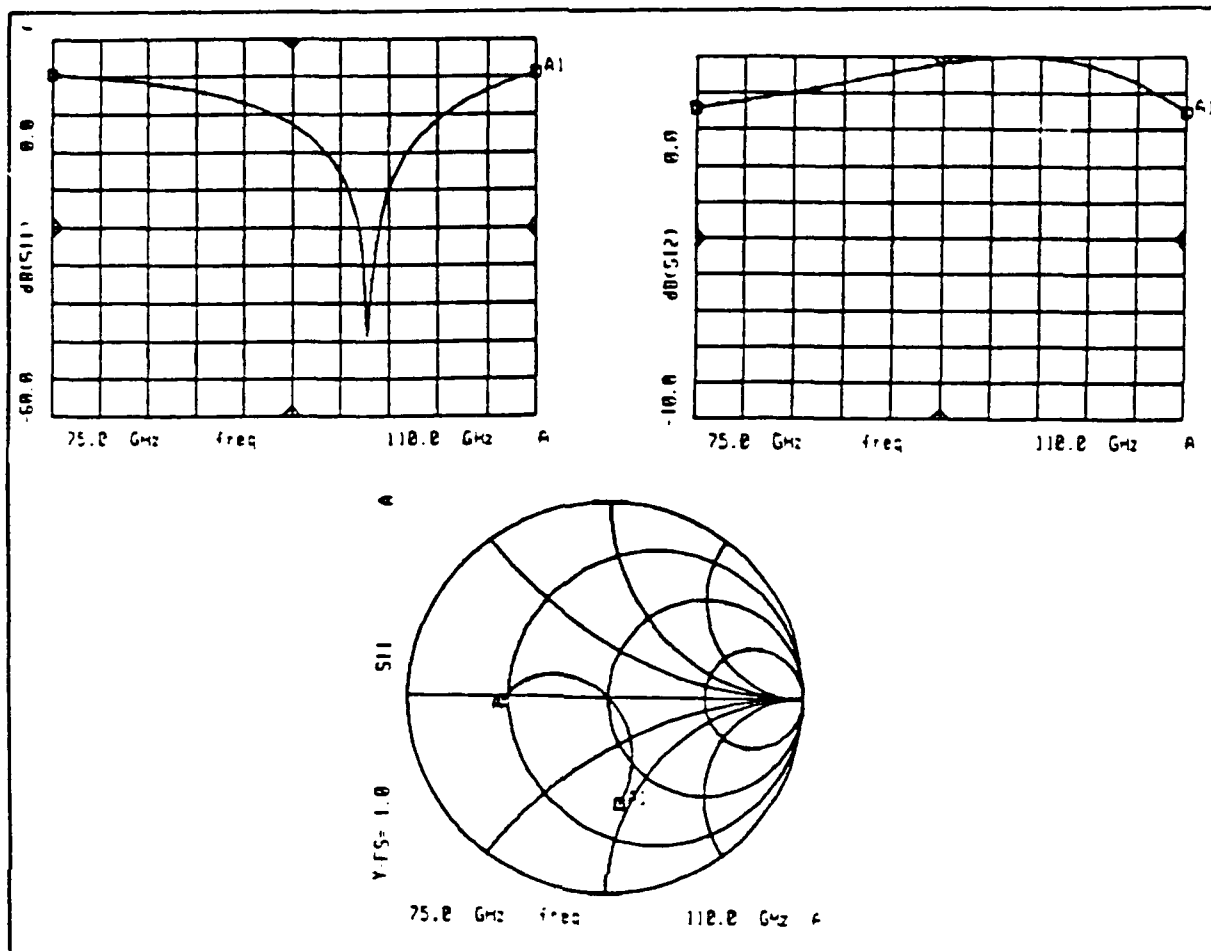 A1
0.0
dB(S11)
-60.0
75.0 GHz freq 110.0 GHz A
0.0
dB(S12)
-10.0
75.0 GHz freq 110.0 GHz A
A
S11
Y-FS= 1.0
75.0 GHz freq 110.0 GHz A